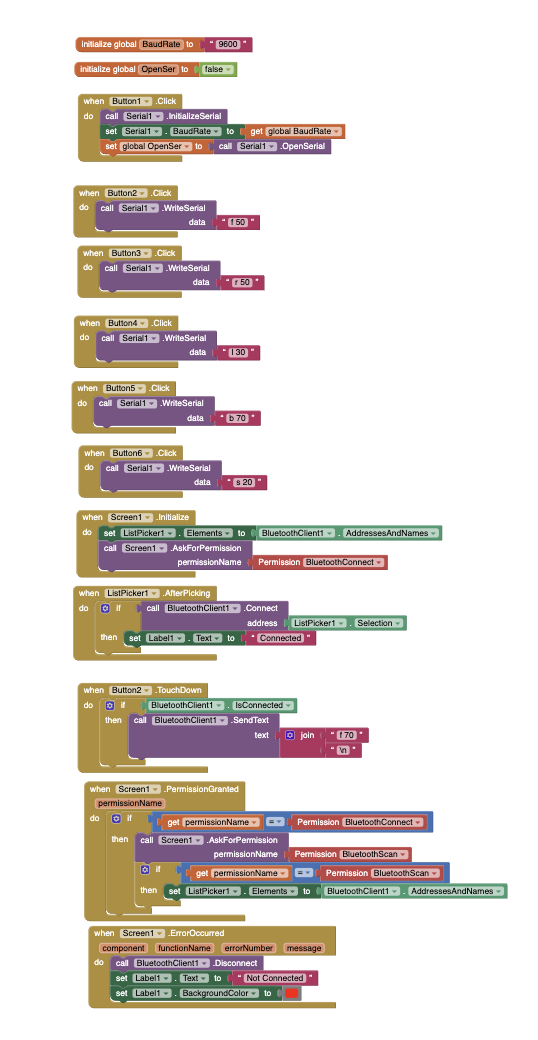 initialize global BaudRate to " 9600 "
initialize global OpenSer to false
when Button1 .Click
do call Serial1 .InitializeSerial
set Serial1 . BaudRate to get global BaudRate
set global OpenSer to call Serial1 .OpenSerial
when Button2 .Click
do call Serial1 .WriteSerial
data " f 50 "
when Button3 .Click
do call Serial1 .WriteSerial
data " r 50 "
when Button4 .Click
do call Serial1 .WriteSerial
data " l 30 "
when Button5 .Click
do call Serial1 .WriteSerial
data " b 70 "
when Button6 .Click
do call Serial1 .WriteSerial
data " s 20 "
when Screen1 .Initialize
do set ListPicker1 . Elements to BluetoothClient1 . AddressesAndNames
call Screen1 .AskForPermission
permissionName Permission BluetoothConnect
when ListPicker1 .AfterPicking
do if call BluetoothClient1 .Connect
address ListPicker1 . Selection
then set Label1 . Text to " Connected "
when Button2 .TouchDown
do if BluetoothClient1 . IsConnected
then call BluetoothClient1 .SendText
text join " f 70 "
" \n "
when Screen1 .PermissionGranted
permissionName
do if get permissionName = Permission BluetoothConnect
then call Screen1 .AskForPermission
permissionName Permission BluetoothScan
if get permissionName = Permission BluetoothScan
then set ListPicker1 . Elements to BluetoothClient1 . AddressesAndNames
when Screen1 .ErrorOccurred
component functionName errorNumber message
do call BluetoothClient1 .Disconnect
set Label1 . Text to " Not Connected "
set Label1 . BackgroundColor to